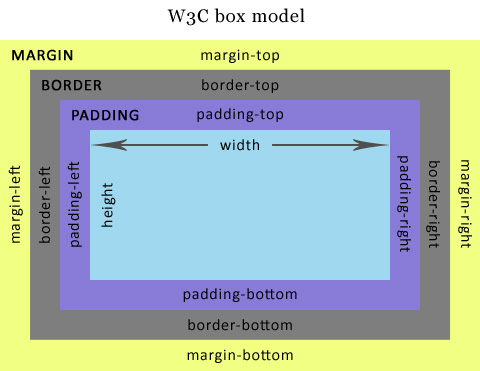 W3C box model
MARGIN
margin-top
BORDER
border-top
PADDING
padding-top
width
margin-left
border-left
padding-left
height
padding-right
border-right
margin-right
padding-bottom
border-bottom
margin-bottom